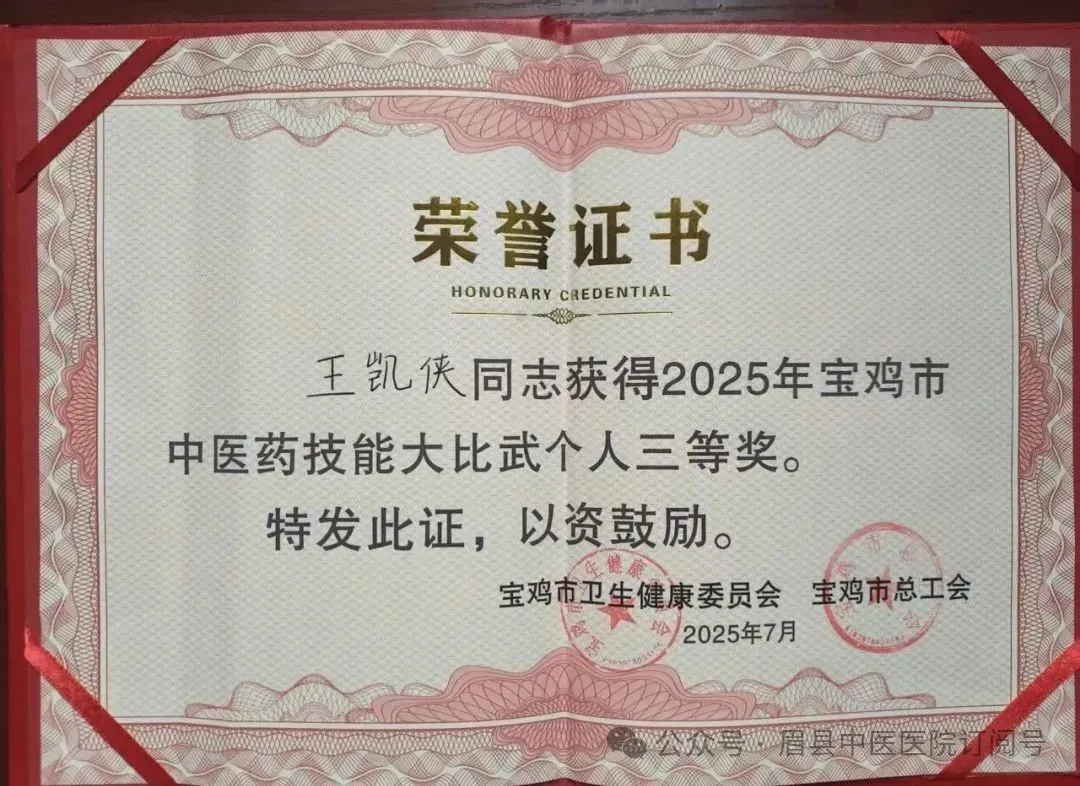 荣誉证书
HONORARY CREDENTIAL
王凯侠同志获得2025年宝鸡市
中医药技能大比武个人三等奖。
特发此证，以资鼓励。
宝鸡市卫生健康委员会 宝鸡市总工会
2025年7月
公众号·眉县中医医院订阅号